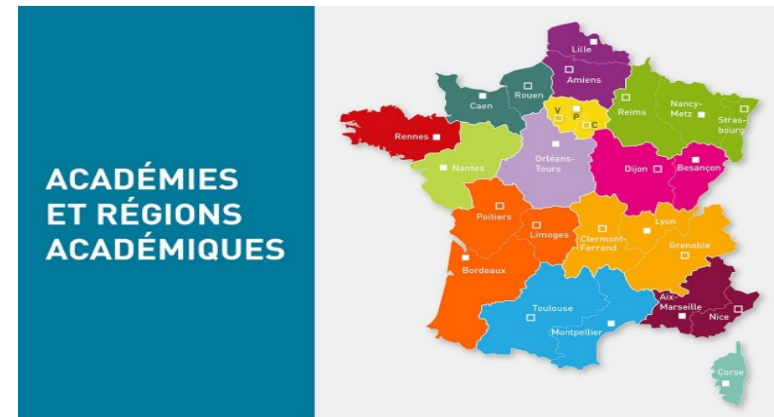 ACADÉMIES
ET RÉGIONS
ACADÉMIQUES
Lille
Amiens
Rouen
Caen
V
P
C
Reims
Nancy-
Metz
Stras-
bourg
Rennes
Nantes
Orléans-
Tours
Dijon
Besançon
Poitiers
Limoges
Clermont-
Ferrand
Lyon
Grenoble
Bordeaux
Toulouse
Montpellier
Aix-
Marseille
Nice
Corse